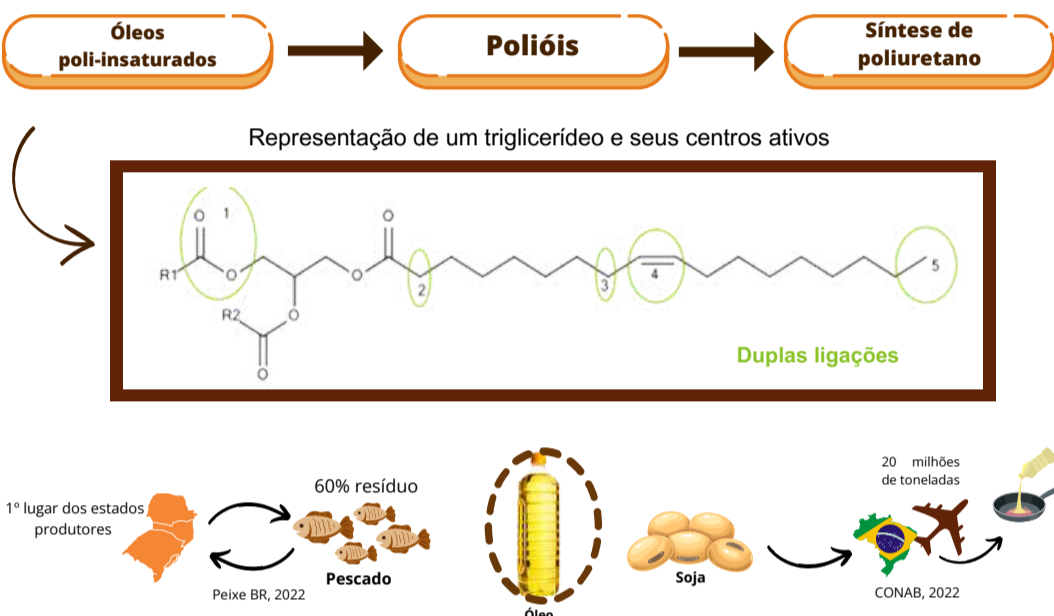 Óleos
poli-insaturados
Polióis
Síntese de
poliuretano
Representação de um triglicerídeo e seus centros ativos
O
1
R1
O
O
O
2
3
4
5
R2
O
O
Duplas ligações
1º lugar dos estados
produtores
60% resíduo
Pescado
Peixe BR, 2022
Óleo
Soja
20 milhões
de toneladas
CONAB, 2022